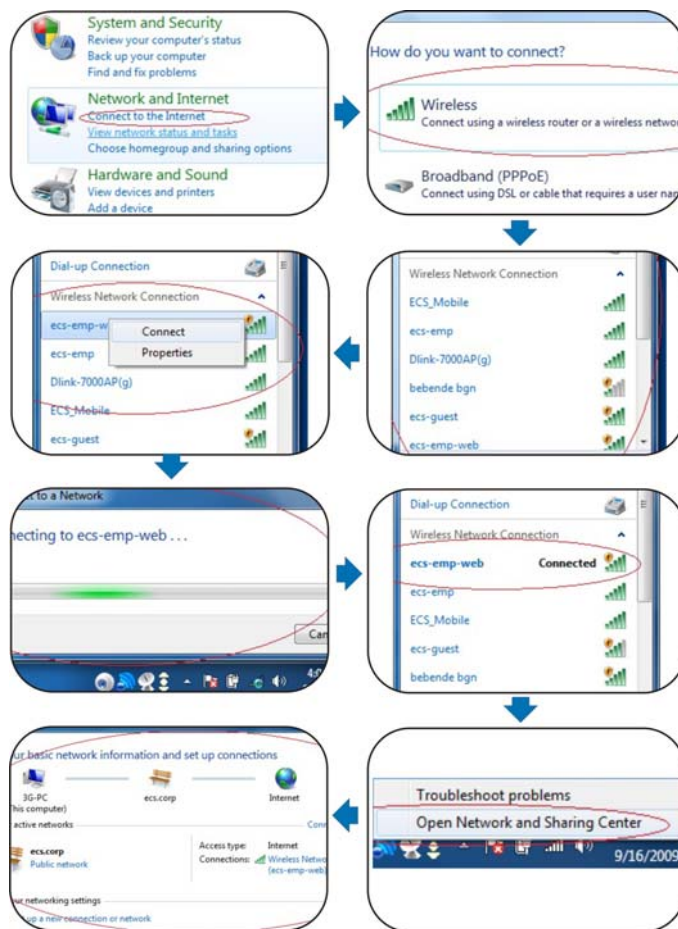 System and Security
Review your computer's status
Back up your computer
Find and fix problems
Network and Internet
Connect to the Internet
View network status and tasks
Choose homegroup and sharing options
Hardware and Sound
View devices and printers
Add a device
How do you want to connect?
Wireless
Connect using a wireless router or a wireless networ
Broadband (PPPoE)
Connect using DSL or cable that requires a user nam
Wireless Network Connection
ECS_Mobile
ecs-emp
Dlink-7000AP(g)
bebende bgn
ecs-guest
ecs-emp-web
Dial-up Connection
Wireless Network Connection
ecs-emp-w
Connect
Properties
ecs-emp
Dlink-7000AP(g)
ECS_Mobile
ecs-guest
ct to a Network
necting to ecs-emp-web . . .
Can
Dial-up Connection
Wireless Network Connection
ecs-emp-web Connected
ecs-emp
ECS_Mobile
ecs-guest
bebende bgn
Troubleshoot problems
Open Network and Sharing Center
9/16/2009
ur basic network information and set up connections
3G-PC
his computer)
ecs.corp
Internet
active networks
Conn
ecs.corp
Public network
Access type: Internet
Connections: Wireless Netwo
(ecs-emp-web)
ur networking settings
up a new connection or network